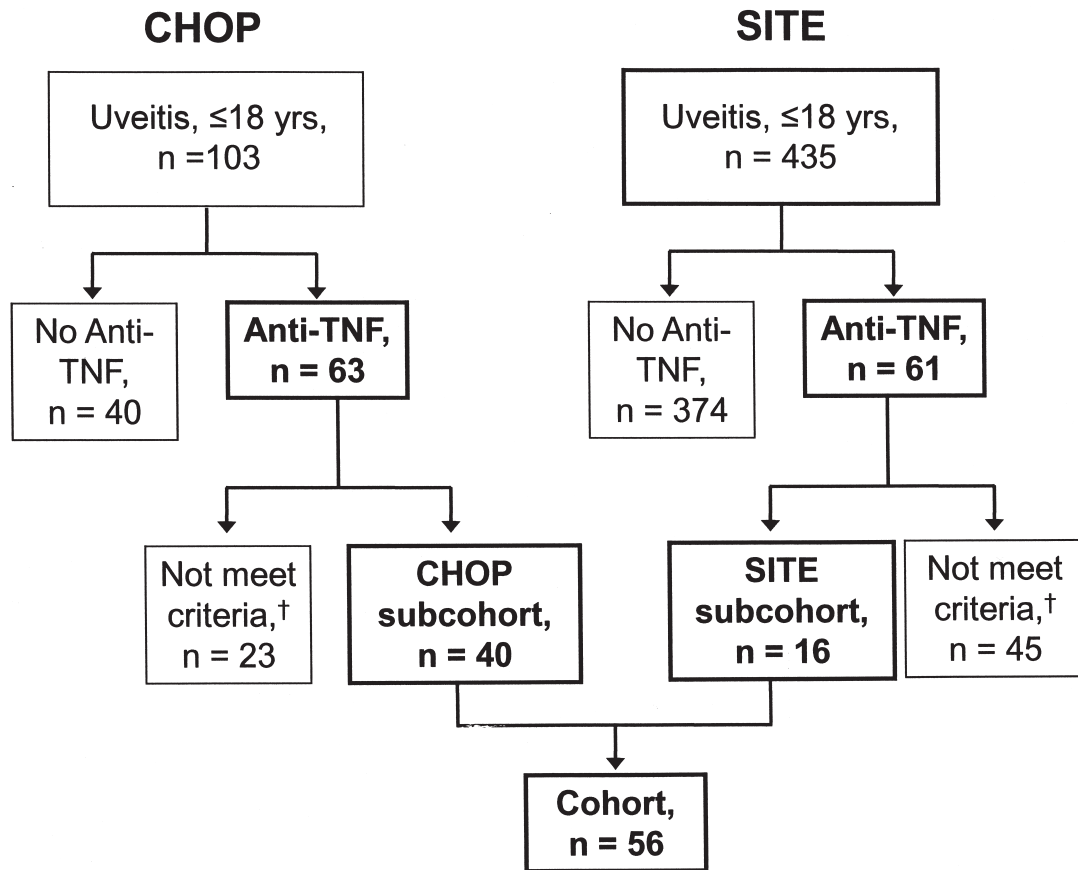 CHOP
SITE
Uveitis, ≤18 yrs,
n =103
Uveitis, ≤18 yrs,
n = 435
No Anti-
TNF,
n = 40
Anti-TNF,
n = 63
No Anti-
TNF,
n = 374
Anti-TNF,
n = 61
Not meet
criteria,†
n = 23
CHOP
subcohort,
n = 40
SITE
subcohort,
n = 16
Not meet
criteria,†
n = 45
Cohort,
n = 56